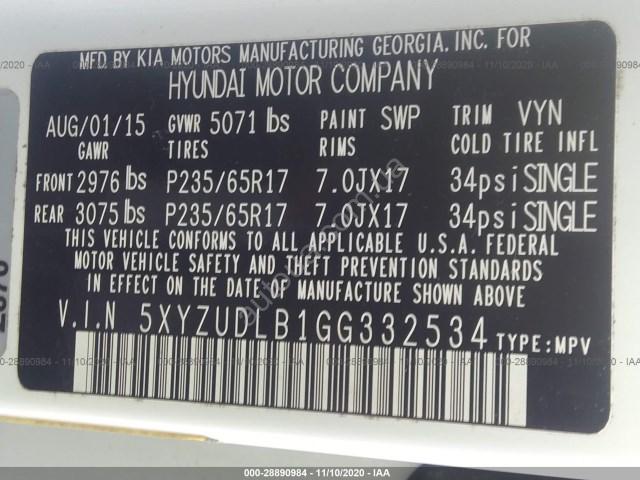 MFD BY KIA MOTORS MANUFACTURING GEORGIA, INC. FOR
HYUNDAI MOTOR COMPANY
AUG/01/15 GVWR 5071 lbs PAINT SWP TRIM VYN
GAWR TIRES RIMS COLD TIRE INFL
FRONT 2976 lbs P235/65R17 7.0JX17 34psi SINGLE
REAR 3075 lbs P235/65R17 7.0JX17 34psi SINGLE
THIS VEHICLE CONFORMS TO ALL APPLICABLE U.S.A. FEDERAL
MOTOR VEHICLE SAFETY AND THEFT PREVENTION STANDARDS
IN EFFECT ON THE DATE OF MANUFACTURE SHOWN ABOVE.
V.I.N 5XYZUDLB1GG332534 TYPE:MPV
000-28890984 - 11/10/2020 - IAA